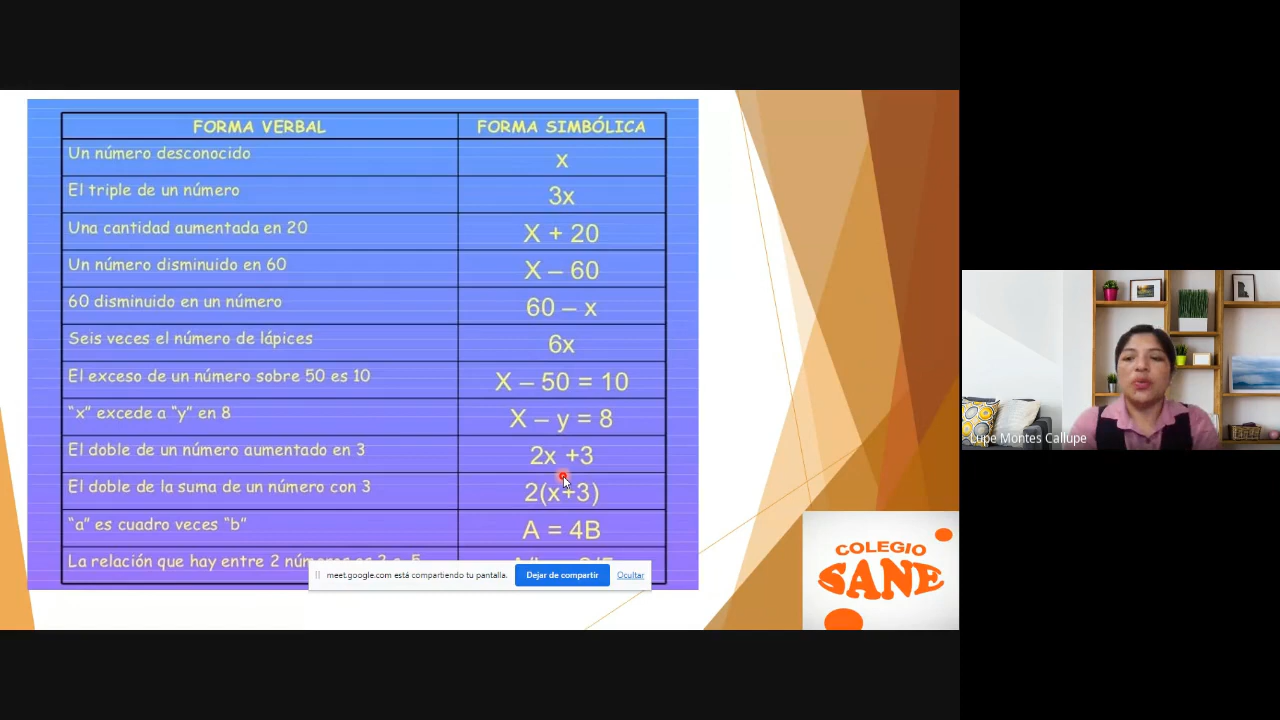 FORMA VERBAL FORMA SIMBÓLICA
Un número desconocido x
El triple de un número 3x
Una cantidad aumentada en 20 X + 20
Un número disminuido en 60 X – 60
60 disminuido en un número 60 – x
Seis veces el número de lápices 6x
El exceso de un número sobre 50 es 10 X – 50 = 10
“x” excede a “y” en 8 X – y = 8
El doble de un número aumentado en 3 2x +3
El doble de la suma de un número con 3 2(x+3)
“a” es cuadro veces “b” A = 4B
La relación que hay entre 2
meet.google.com está compartiendo tu pantalla. Dejar de compartir Ocultar
COLEGIO
SANE
Lupe Montes Callupe